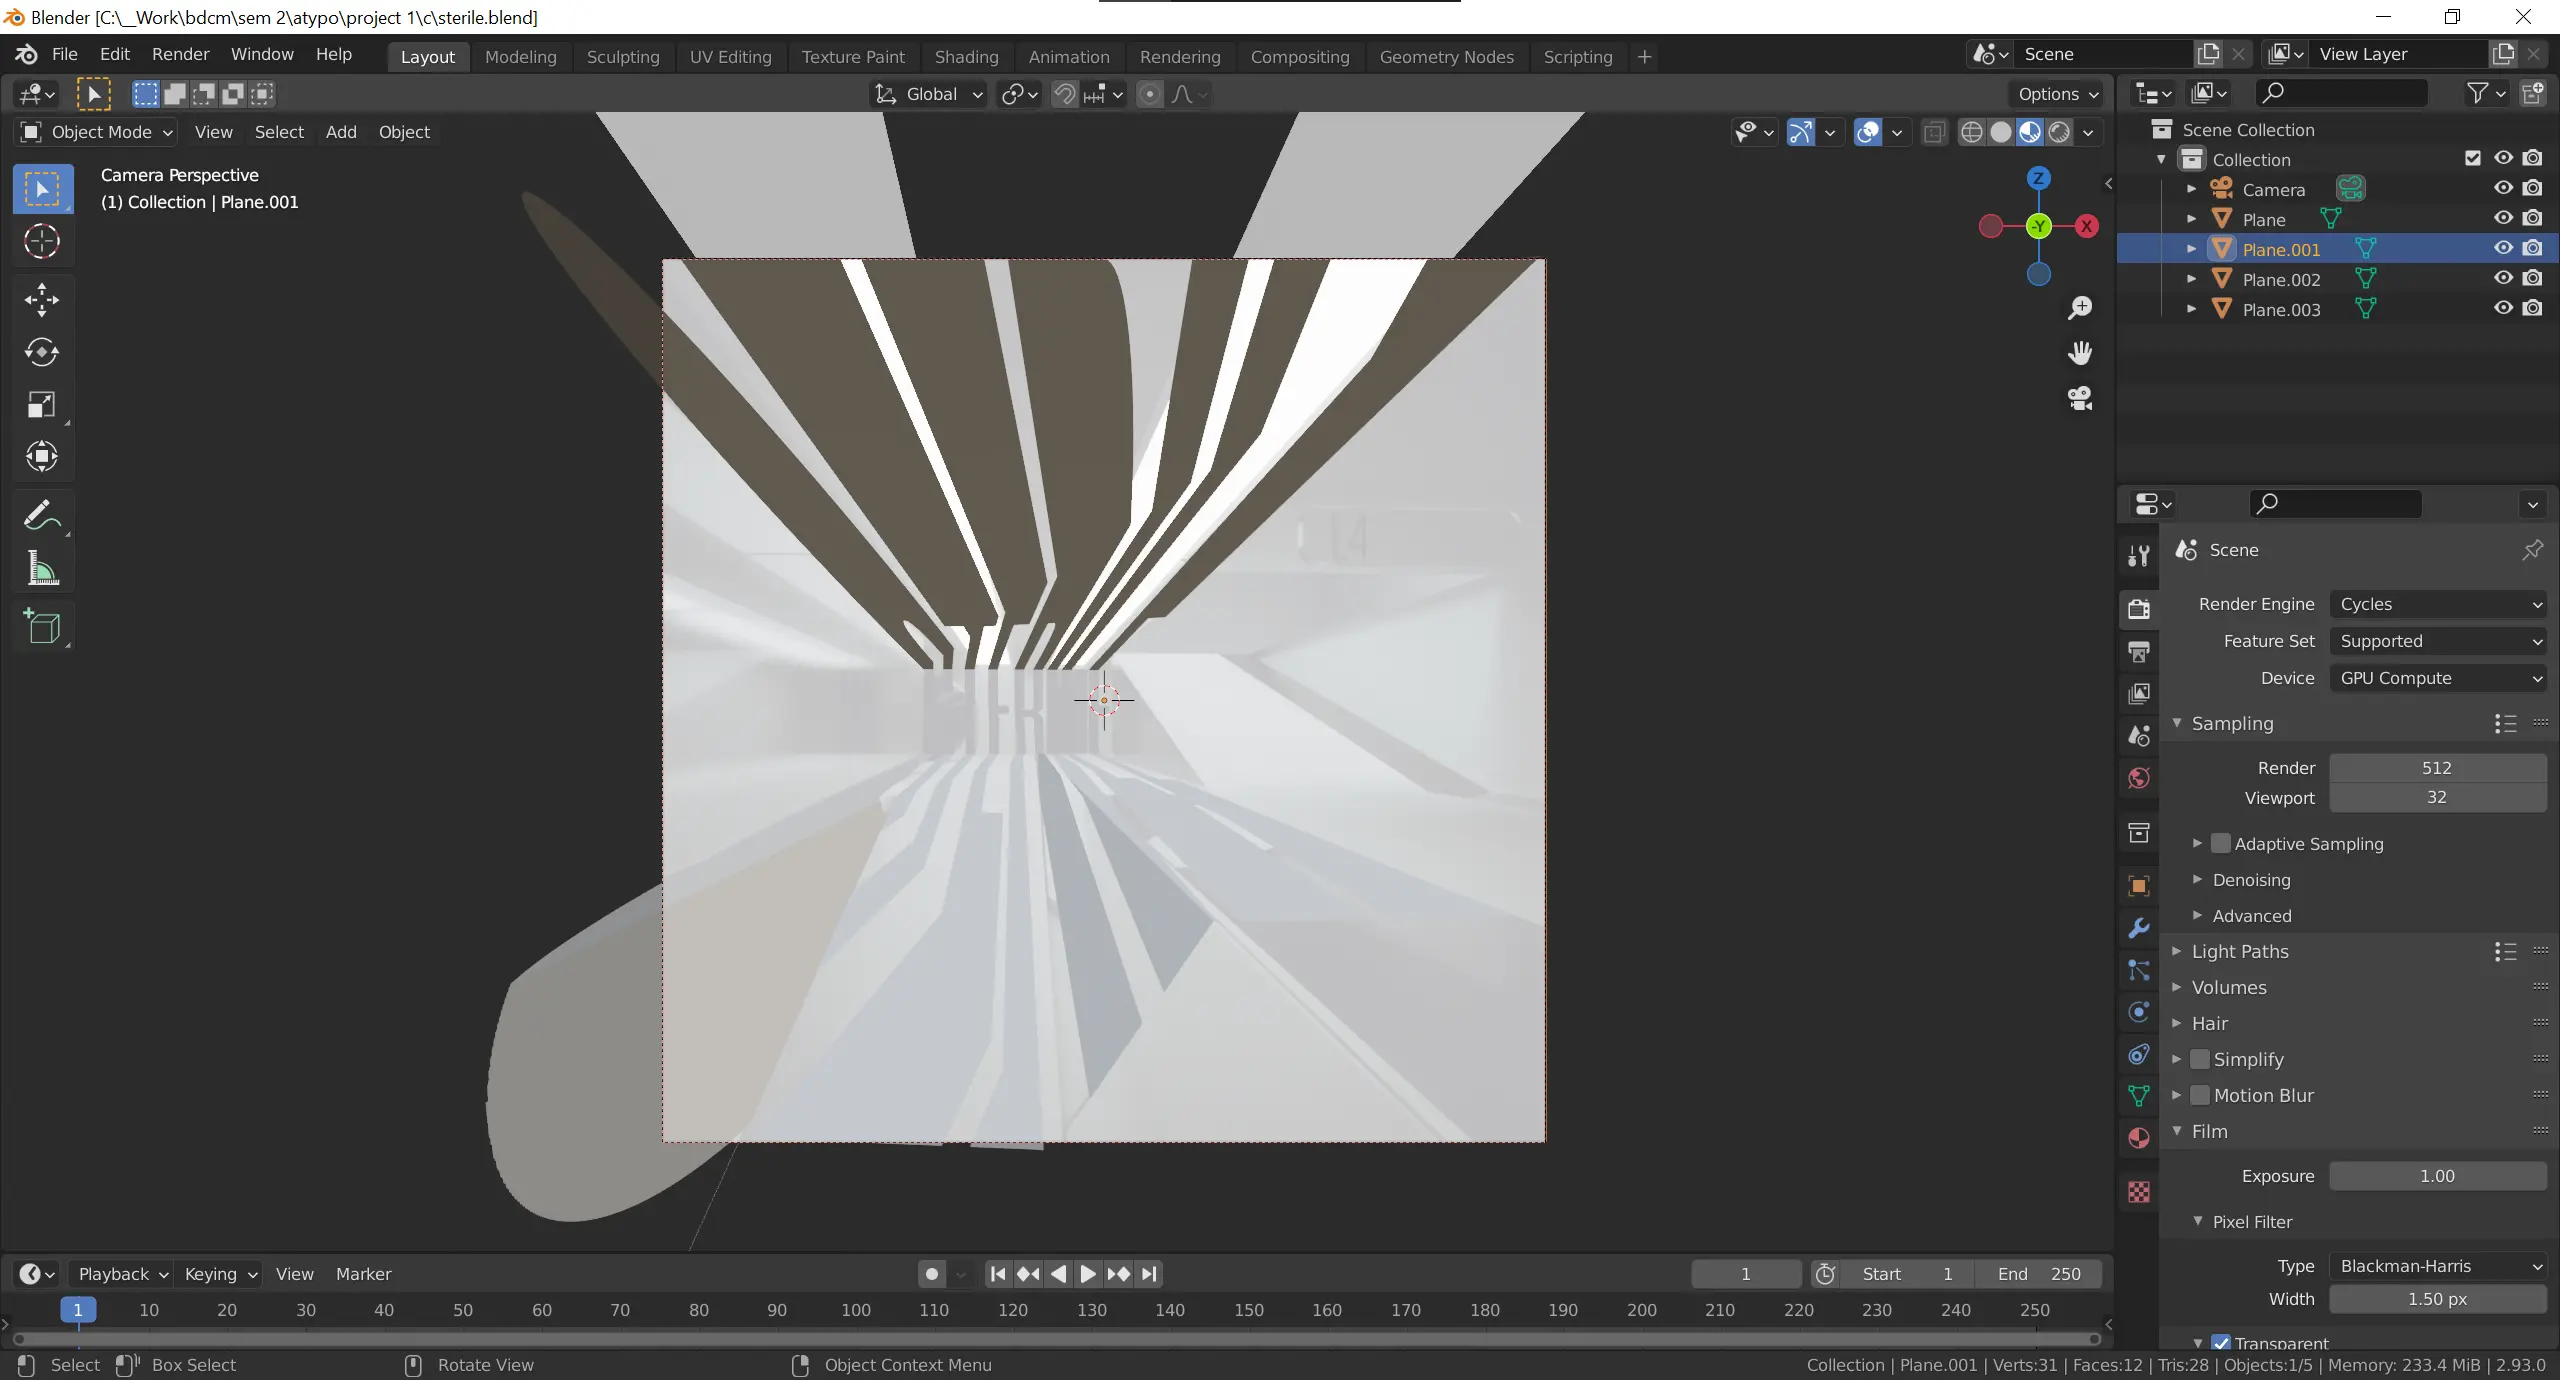 Blender [C:\__Work\bdcm\sem 2\atypo\project 1\c\sterile.blend]
File Edit Render Window Help Layout Modeling Sculpting UV Editing Texture Paint Shading Animation Rendering Compositing Geometry Nodes Scripting + Scene View Layer
Global Options
Object Mode View Select Add Object
Camera Perspective
(1) Collection | Plane.001
Z
-Y X
Scene Collection
Collection
Camera
Plane
Plane.001
Plane.002
Plane.003
Scene
Render Engine Cycles
Feature Set Supported
Device GPU Compute
Sampling
Render 512
Viewport 32
Adaptive Sampling
Denoising
Advanced
Light Paths
Volumes
Hair
Simplify
Motion Blur
Film
Exposure 1.00
Pixel Filter
Type Blackman-Harris
Width 1.50 px
Transparent
Playback Keying View Marker 1 Start 1 End 250
1 10 20 30 40 50 60 70 80 90 100 110 120 130 140 150 160 170 180 190 200 210 220 230 240 250
Select Box Select Rotate View Object Context Menu Collection | Plane.001 | Verts:31 | Faces:12 | Tris:28 | Objects:1/5 | Memory: 233.4 MiB | 2.93.0